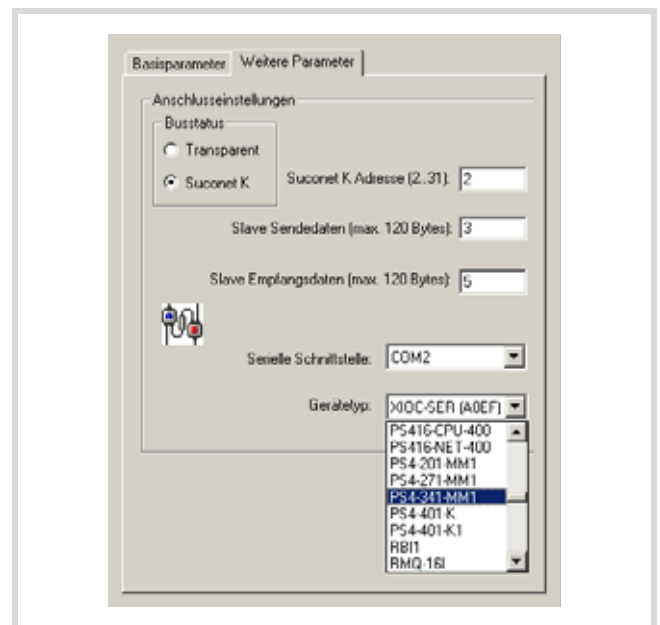 Basisparameter Weitere Parameter
Anschlusseinstellungen
Busstatus
Transparent
Suconet K
Suconet K Adresse (2..31): 2
Slave Sendedaten (max. 120 Bytes): 3
Slave Empfangsdaten (max. 120 Bytes): 5
Serielle Schnittstelle: COM2
Gerätetyp: XIOC-SER (A0EF)
PS416-CPU-400
PS416-NET-400
PS4-201-MM1
PS4-271-MM1
PS4-341-MM1
PS4-401-K
PS4-401-K1
RBI1
RMQ-16I